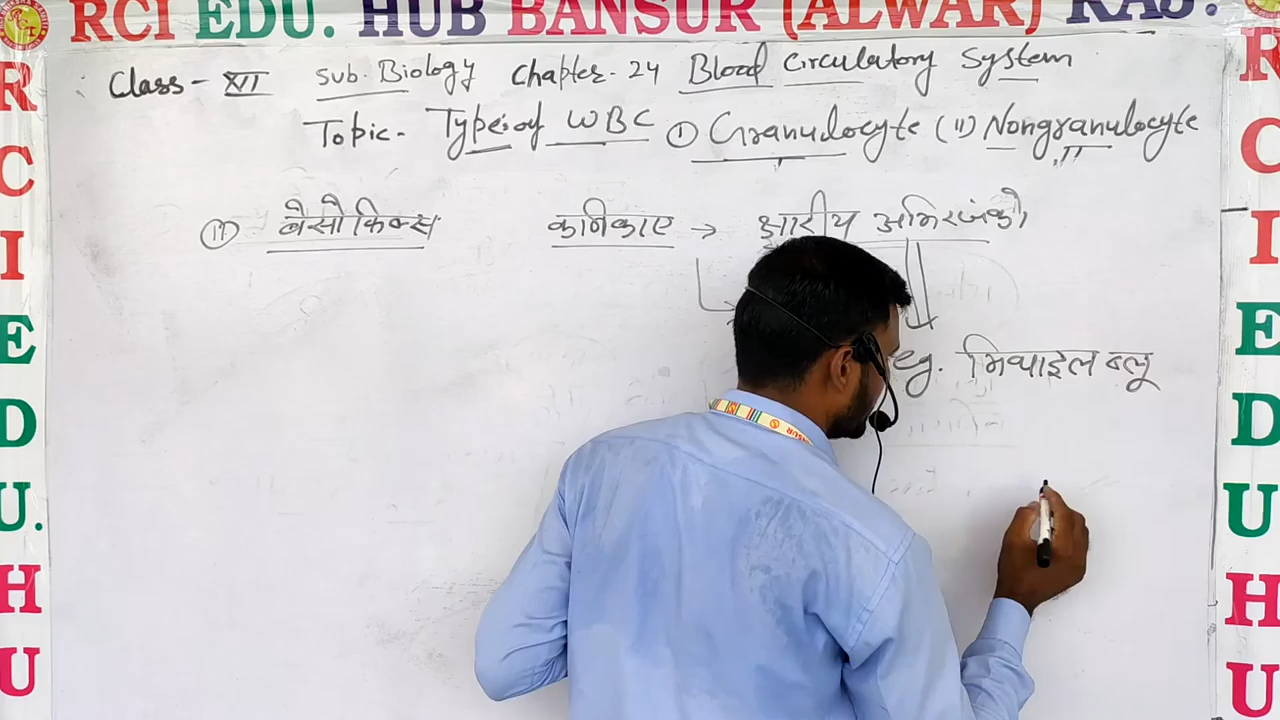 RCI EDU. HUB BANSUR (ALWAR) RAJ.
Class - XII Sub. Biology Chapter - 24 Blood Circulatory System
Topic - Types of WBC (I) Granulocyte (II) Nongranulocyte
(II) बेसोफिल्स कनिकाए → क्षारीय अभिरंजको
eg. मिथाइल ब्लू
R
C
I
E
D
U.
H
U
R
C
I
E
D
U
H
U